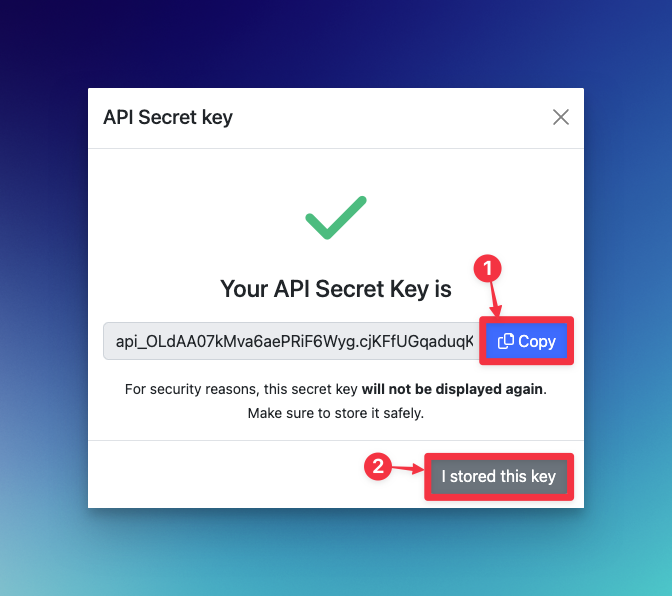 API Secret key
Your API Secret Key is
1
api_OLdAA07kMva6aePRiF6Wyg.cjKFfUGqaduqK
Copy
For security reasons, this secret key will not be displayed again.
Make sure to store it safely.
2
I stored this key